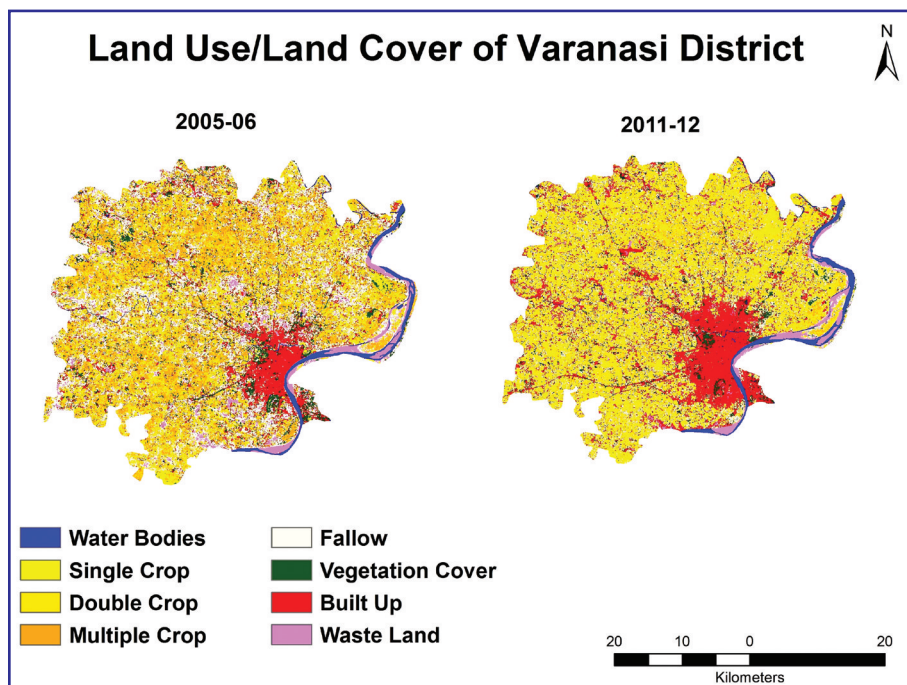 Land Use/Land Cover of Varanasi District
N
2005-06
2011-12
Water Bodies
Single Crop
Double Crop
Multiple Crop
Fallow
Vegetation Cover
Built Up
Waste Land
20 10 0 20
Kilometers